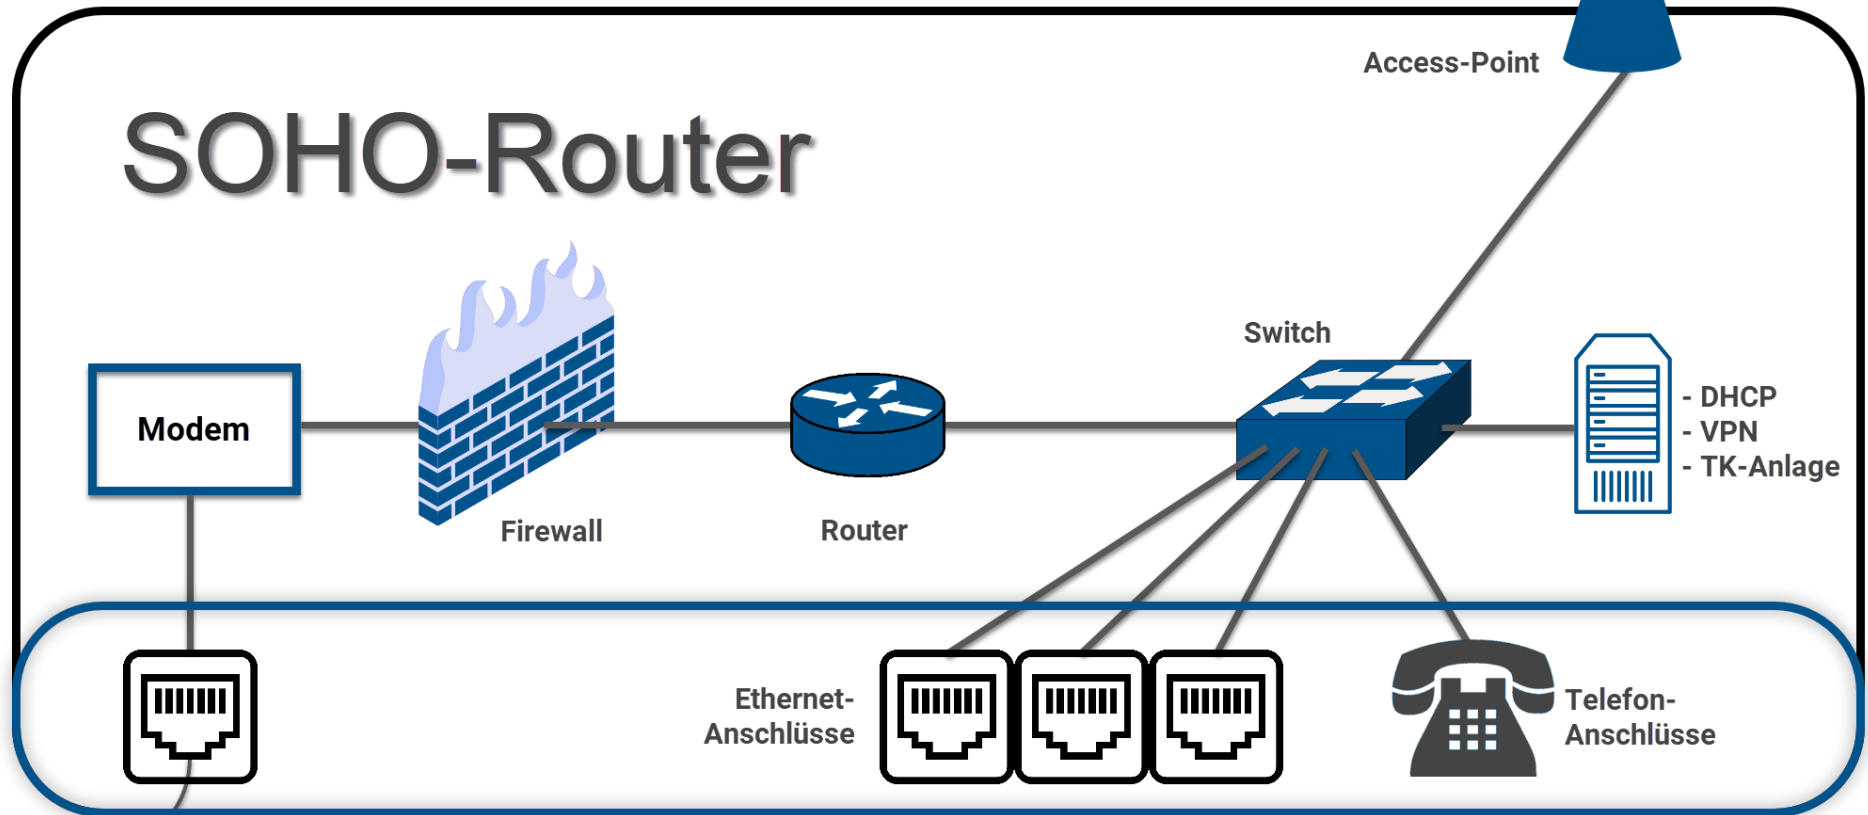 Access-Point
SOHO-Router
Switch
Modem
- DHCP
- VPN
- TK-Anlage
Firewall
Router
Ethernet-
Anschlüsse
Telefon-
Anschlüsse